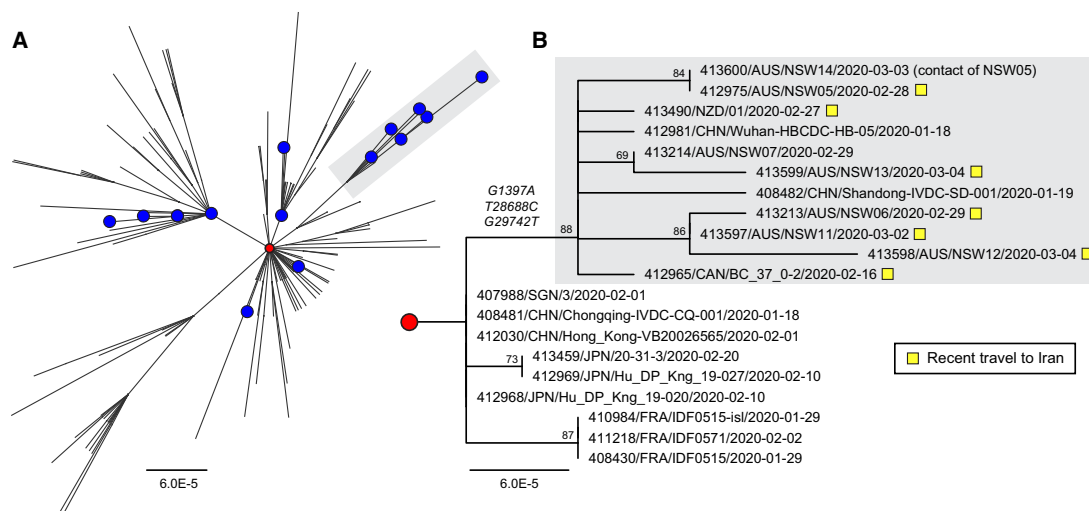 A
B
413600/AUS/NSW14/2020-03-03 (contact of NSW05)
84
412975/AUS/NSW05/2020-02-28
413490/NZD/01/2020-02-27
412981/CHN/Wuhan-HBCDC-HB-05/2020-01-18
413214/AUS/NSW07/2020-02-29
69
413599/AUS/NSW13/2020-03-04
G1397A
T28688C
G29742T
408482/CHN/Shandong-IVDC-SD-001/2020-01-19
413213/AUS/NSW06/2020-02-29
88
86
413597/AUS/NSW11/2020-03-02
413598/AUS/NSW12/2020-03-04
412965/CAN/BC_37_0-2/2020-02-16
407988/SGN/3/2020-02-01
408481/CHN/Chongqing-IVDC-CQ-001/2020-01-18
412030/CHN/Hong_Kong-VB20026565/2020-02-01
73
413459/JPN/20-31-3/2020-02-20
412969/JPN/Hu_DP_Kng_19-027/2020-02-10
412968/JPN/Hu_DP_Kng_19-020/2020-02-10
410984/FRA/IDF0515-isl/2020-01-29
87
411218/FRA/IDF0571/2020-02-02
408430/FRA/IDF0515/2020-01-29
Recent travel to Iran
6.0E-5
6.0E-5